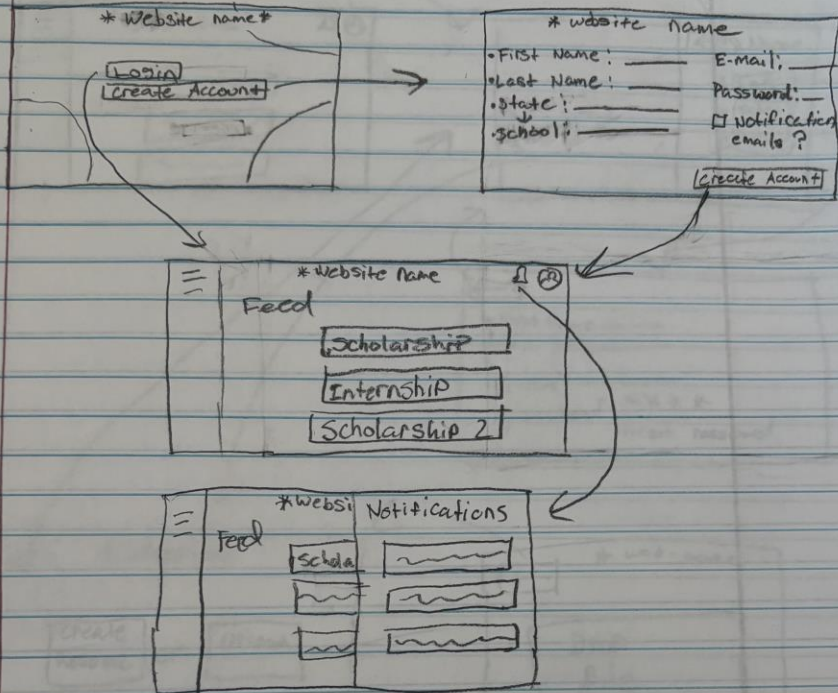 * Website name *
Login
Create Account
* website name
• First Name:
• Last Name:
• State:
• School:
E-mail:
Password:
Notification
emails?
Create Account
* Website Name
Feed
Scholarship
Internship
Scholarship 2
* Websi
Notifications
Feed
Schola